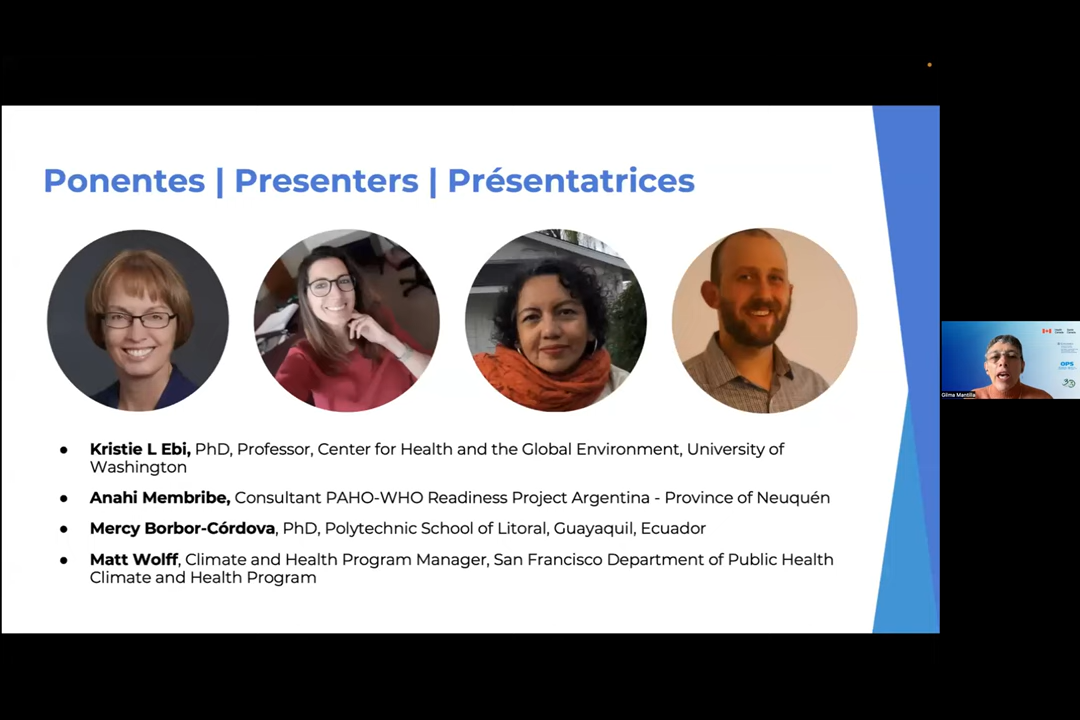 Ponentes | Presenters | Présentatrices
● Kristie L Ebi, PhD, Professor, Center for Health and the Global Environment, University of
Washington
● Anahi Membribe, Consultant PAHO-WHO Readiness Project Argentina - Province of Neuquén
● Mercy Borbor-Córdova, PhD, Polytechnic School of Litoral, Guayaquil, Ecuador
● Matt Wolff, Climate and Health Program Manager, San Francisco Department of Public Health
Climate and Health Program
OPS
Gilma Mantilla